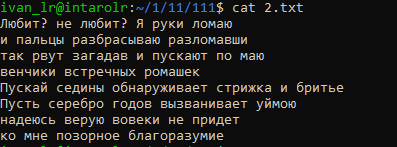 ivan_lr@intarolr:~/1/11/111$ cat 2.txt
Любит? не любит? Я руки ломаю
и пальцы разбрасываю разломавши
так рвут загадав и пускают по маю
венчики встречных ромашек
Пускай седины обнаруживает стрижка и бритье
Пусть серебро годов вызванивает уймою
надеюсь верую вовеки не придет
ко мне позорное благоразумие